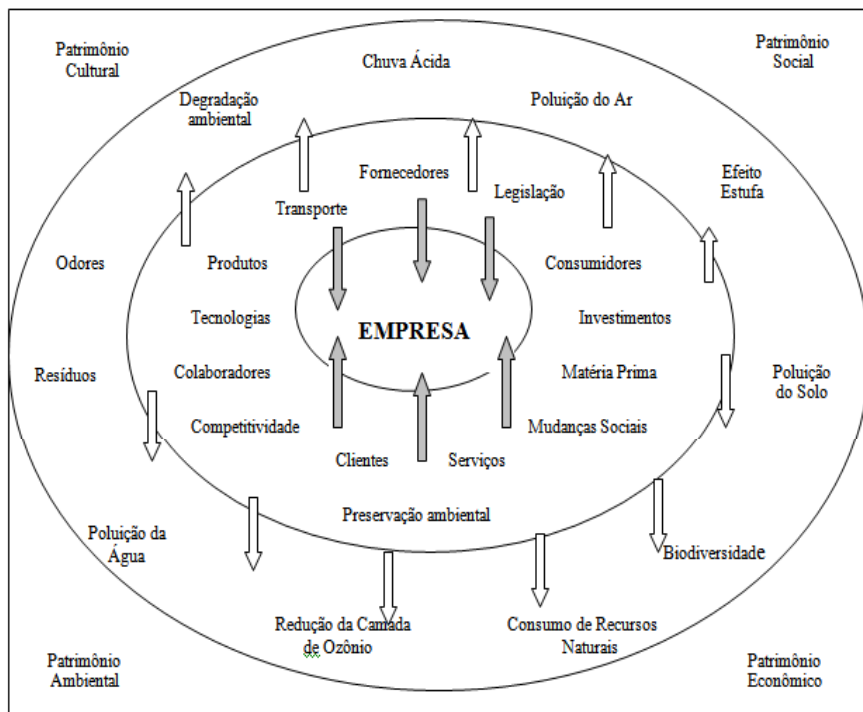 Patrimônio
Cultural
Chuva Ácida
Patrimônio
Social
Degradação
ambiental
Poluição do Ar
Fornecedores
Efeito
Estufa
Transporte
Legislação
Odores
Produtos
Consumidores
Tecnologias
EMPRESA
Investimentos
Resíduos
Colaboradores
Matéria Prima
Poluição
do Solo
Competitividade
Mudanças Sociais
Clientes
Serviços
Preservação ambiental
Poluição da
Água
Biodiversidade
Redução da Camada
de Ozônio
Consumo de Recursos
Naturais
Patrimônio
Ambiental
Patrimônio
Econômico